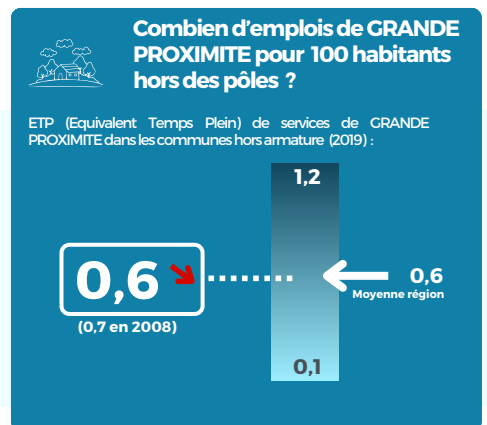 Combien d'emplois de GRANDE
PROXIMITE pour 100 habitants
hors des pôles ?
ETP (Equivalent Temps Plein) de services de GRANDE
PROXIMITE dans les communes hors armature (2019) :
1,2
0,6
0,6
Moyenne région
(0,7 en 2008)
0,1